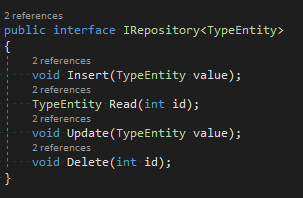 2 references
public interface IRepository<TypeEntity>
{
2 references
void Insert(TypeEntity value);
2 references
TypeEntity Read(int id);
2 references
void Update(TypeEntity value);
2 references
void Delete(int id);
}